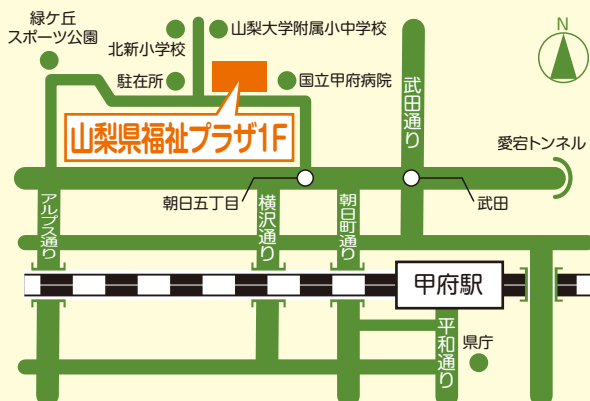 緑ケ丘
スポーツ公園
北新小学校
山梨大学附属小中学校
駐在所
国立甲府病院
N
山梨県福祉プラザ1F
武田通り
愛宕トンネル
朝日五丁目
武田
アルプス通り
横沢通り
朝日町通り
甲府駅
平和通り
県庁